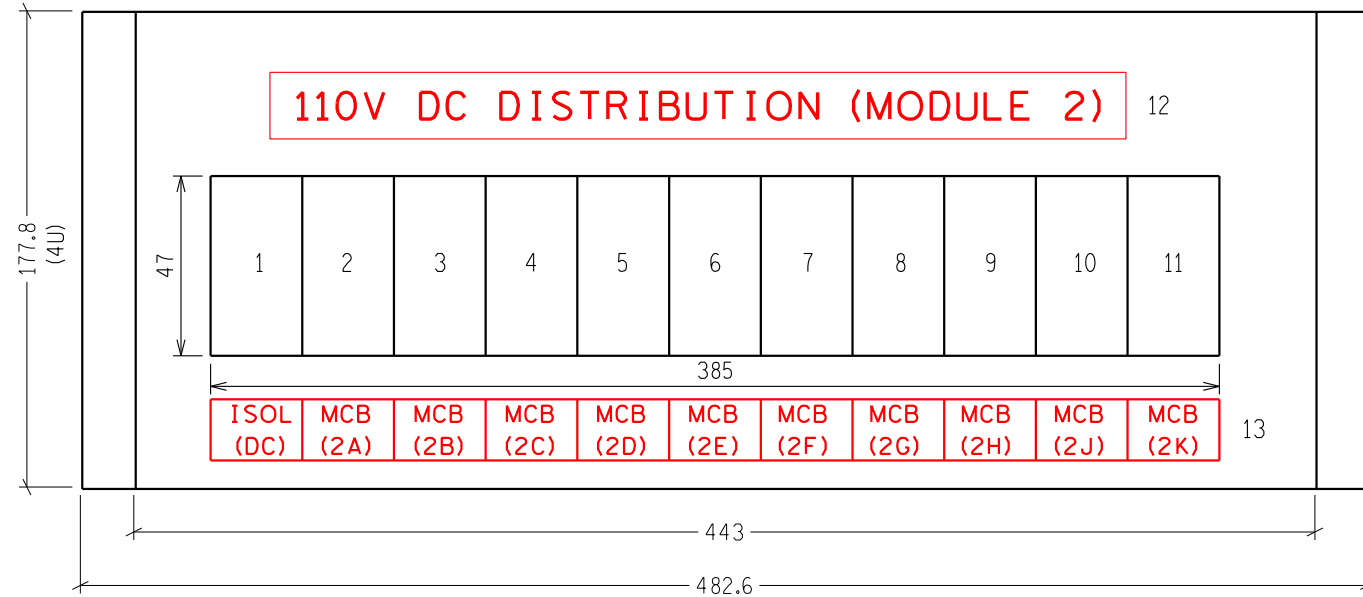 110V DC DISTRIBUTION (MODULE 2)
12
177.8
(4U)
47
1 2 3 4 5 6 7 8 9 10 11
385
ISOL MCB MCB MCB MCB MCB MCB MCB MCB MCB MCB
(DC) (2A) (2B) (2C) (2D) (2E) (2F) (2G) (2H) (2J) (2K)
13
443
482.6